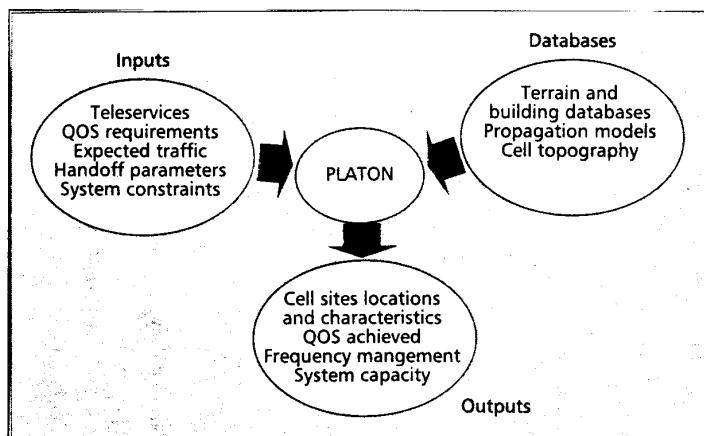 Inputs
Teleservices
QOS requirements
Expected traffic
Handoff parameters
System constraints
Databases
Terrain and
building databases
Propagation models
Cell topography
PLATON
Cell sites locations
and characteristics
QOS achieved
Frequency mangement
System capacity
Outputs